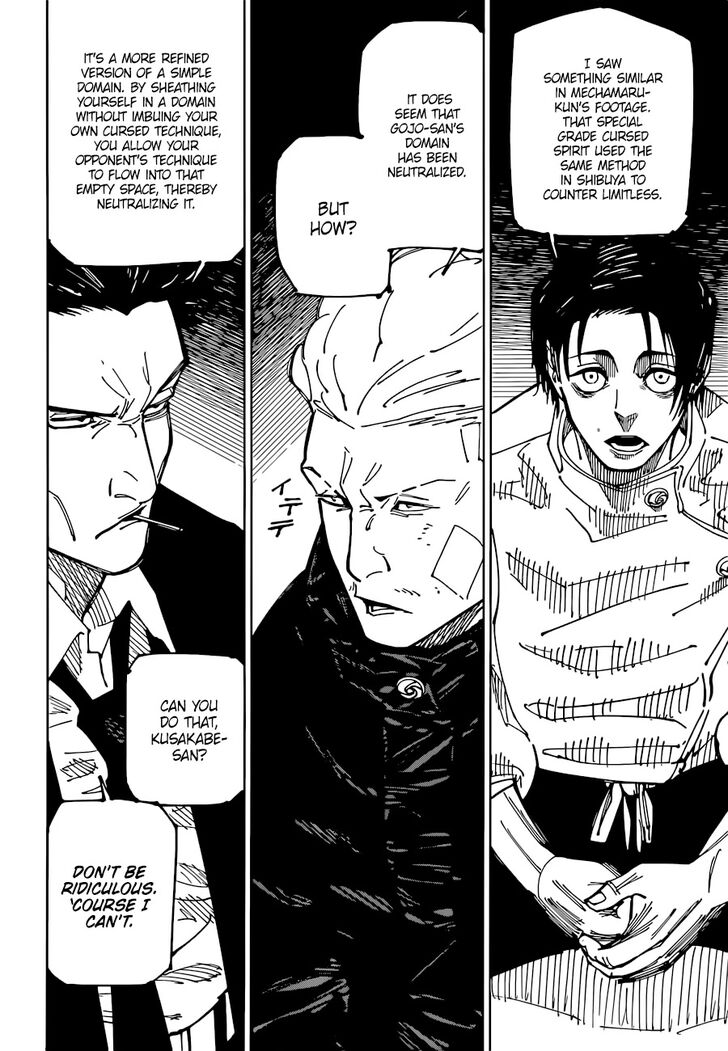 I SAW
SOMETHING SIMILAR
IN MECHAMARU-
KUN'S FOOTAGE.
THAT SPECIAL
GRADE CURSED
SPIRIT USED THE
SAME METHOD
IN SHIBUYA TO
COUNTER LIMITLESS.
IT DOES
SEEM THAT
GOJO-SAN'S
DOMAIN
HAS BEEN
NEUTRALIZED.
BUT
HOW?
イテテ
IT'S A MORE REFINED
VERSION OF A SIMPLE
DOMAIN. BY SHEATHING
YOURSELF IN A DOMAIN
WITHOUT IMBUING YOUR
OWN CURSED TECHNIQUE,
YOU ALLOW YOUR
OPPONENT'S TECHNIQUE
TO FLOW INTO THAT
EMPTY SPACE, THEREBY
NEUTRALIZING IT.
CAN YOU
DO THAT,
KUSAKABE-
SAN?
DON'T BE
RIDICULOUS.
'COURSE I
CAN'T.